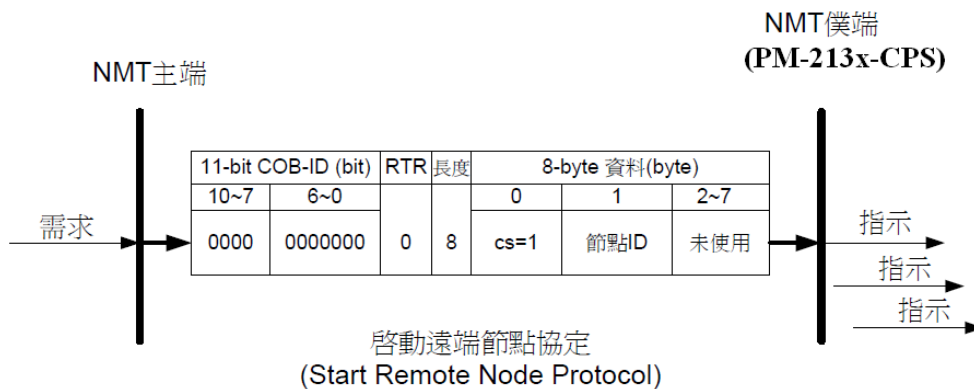 NMT僕端
(PM-213x-CPS)
NMT主端
11-bit COB-ID (bit) RTR 長度 8-byte 資料(byte)
10~7 6~0 0 1 2~7
0000 0000000 0 8 cs=1 節點ID 未使用
需求
指示
指示
指示
啓動遠端節點協定
(Start Remote Node Protocol)